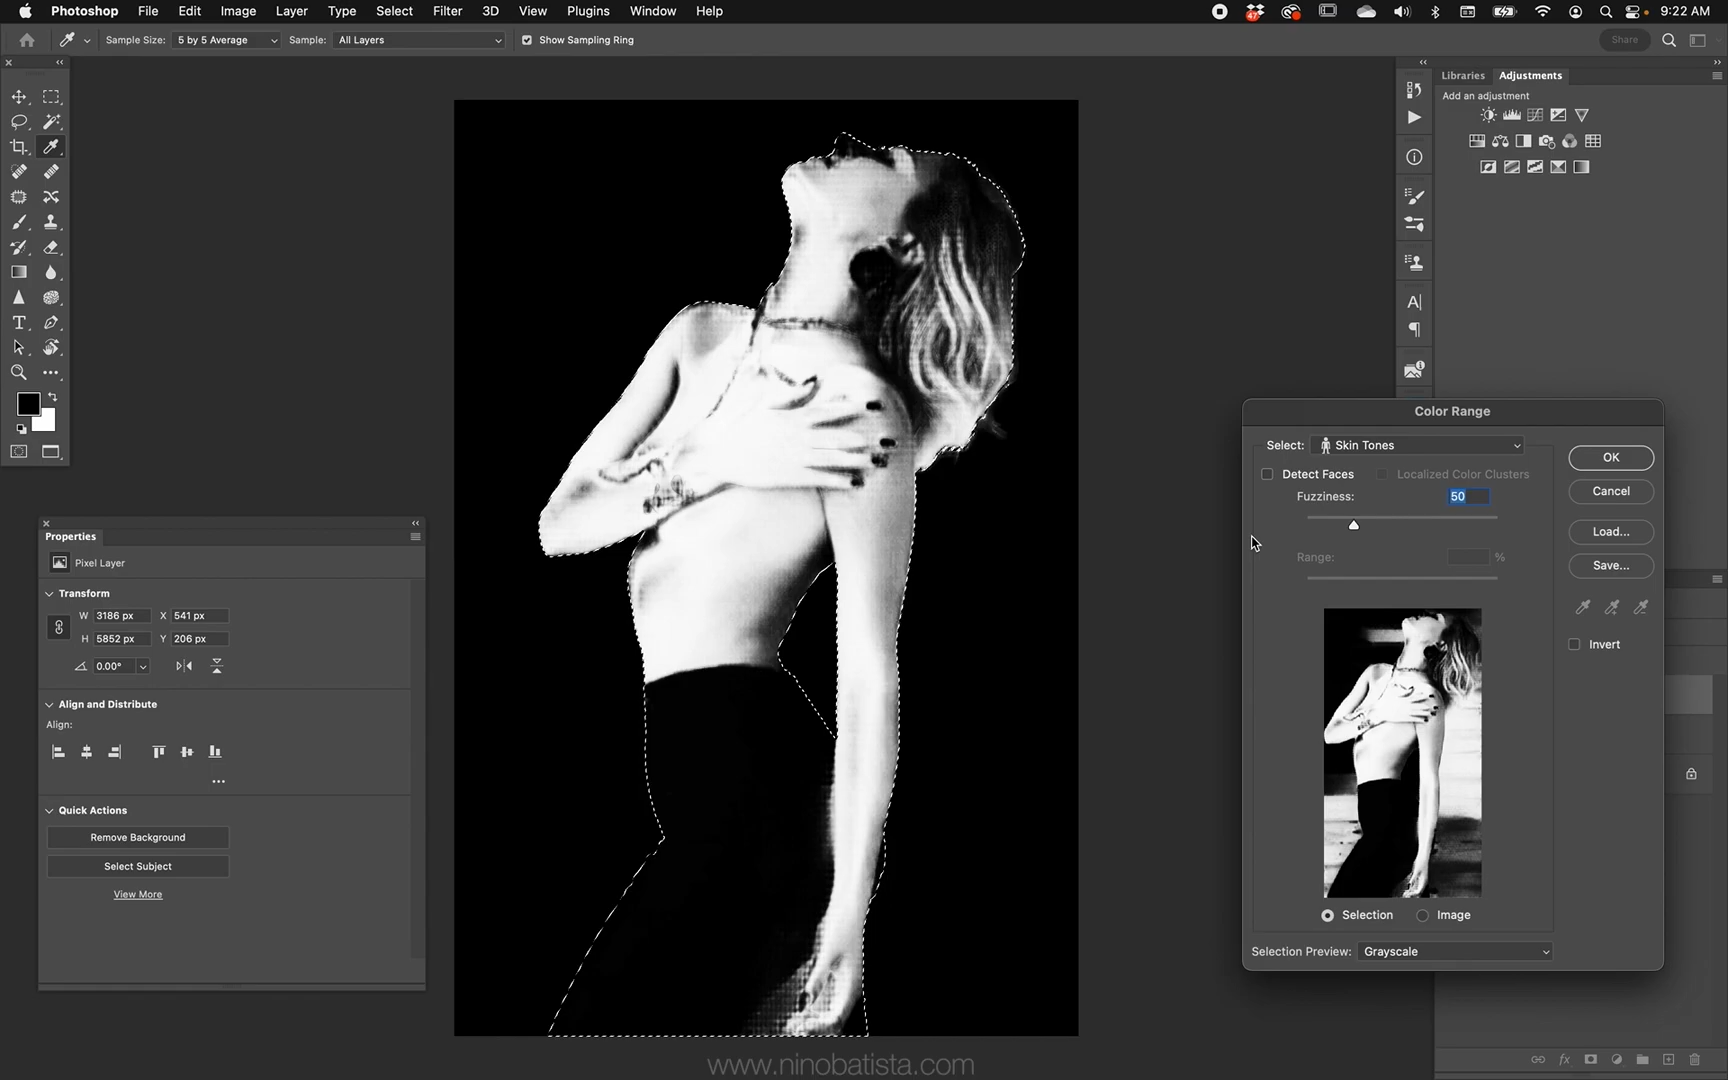 Photoshop File Edit Image Layer Type Select Filter 3D View Plugins Window Help 47 9:22 AM
Sample Size: 5 by 5 Average Sample: All Layers Show Sampling Ring Share
Libraries Adjustments
Add an adjustment
Color Range
Select: Skin Tones OK
Detect Faces Localized Color Clusters
Fuzziness: 50 Cancel
Load...
Range: %
Save...
Invert
Selection Image
Selection Preview: Grayscale
Properties
Pixel Layer
Transform
W 3186 px X 541 px
H 5852 px Y 206 px
0.00°
Align and Distribute
Align:
Quick Actions
Remove Background
Select Subject
View More
fx
www.ninobatista.com